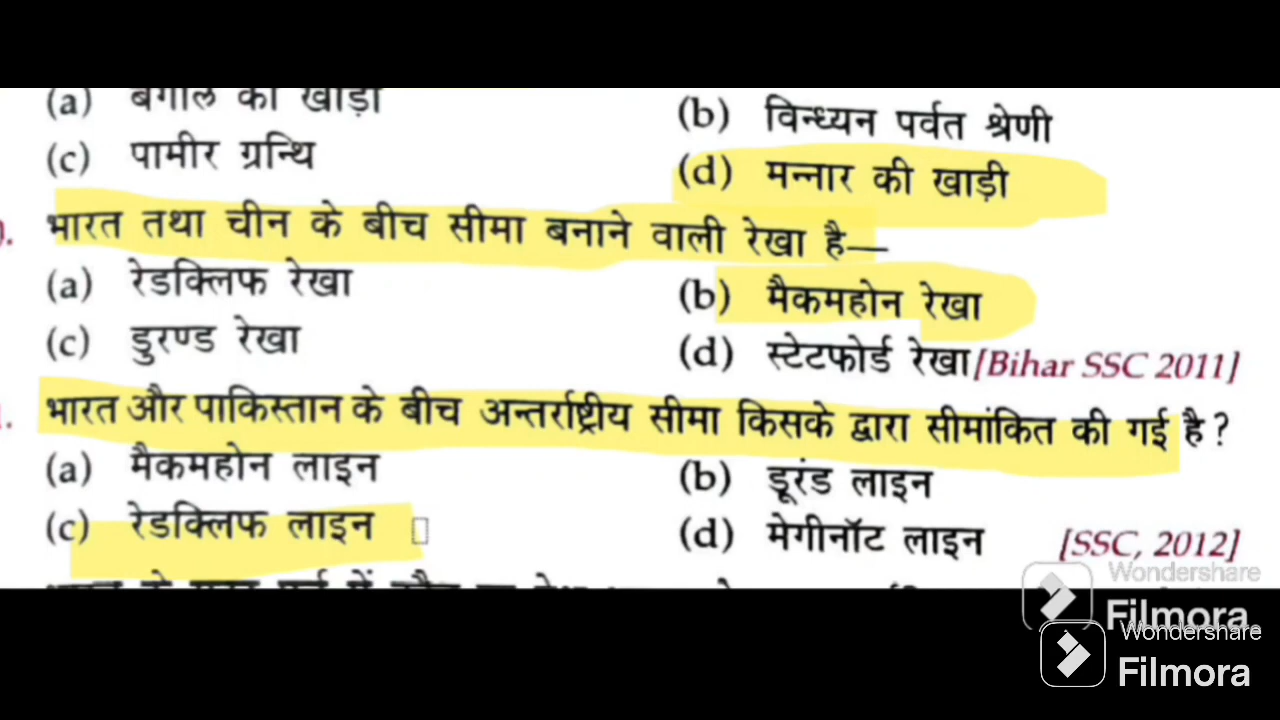 (a) बंगाल की खाड़ी (b) विन्ध्यन पर्वत श्रेणी
(c) पामीर ग्रन्थि (d) मन्नार की खाड़ी
भारत तथा चीन के बीच सीमा बनाने वाली रेखा है—
(a) रेडक्लिफ रेखा (b) मैकमहोन रेखा
(c) डुरण्ड रेखा (d) स्टेटफोर्ड रेखा [Bihar SSC 2011]
भारत और पाकिस्तान के बीच अन्तर्राष्ट्रीय सीमा किसके द्वारा सीमांकित की गई है ?
(a) मैकमहोन लाइन (b) डूरंड लाइन
(c) रेडक्लिफ लाइन (d) मेगीनॉट लाइन [SSC, 2012]
Wondershare
Filmora
Wondershare
Filmora